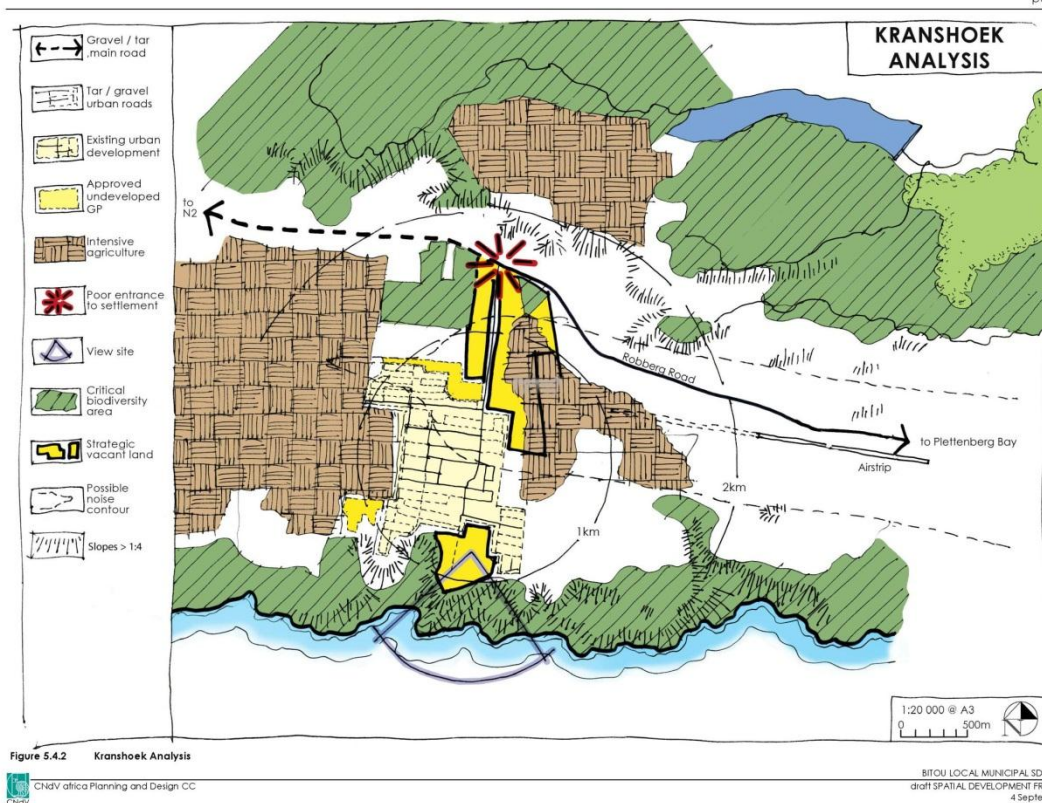 KRANSHOEK
ANALYSIS
Gravel / tar
,main road
Tar / gravel
urban roads
Existing urban
development
Approved
undeveloped
GP
Intensive
agriculture
Poor entrance
to settlement
View site
Critical
biodiversity
area
Strategic
vacant land
Possible
noise
contour
Slopes > 1:4
to
N2
Robberg Road
to Plettenberg Bay
Airstrip
2km
1km
1:20 000 @ A3
0 500m
N
Figure 5.4.2 Kranshoek Analysis
CNdV africa Planning and Design CC
CNdV
BITOU LOCAL MUNICIPAL SD
draft SPATIAL DEVELOPMENT FR
4 Septe